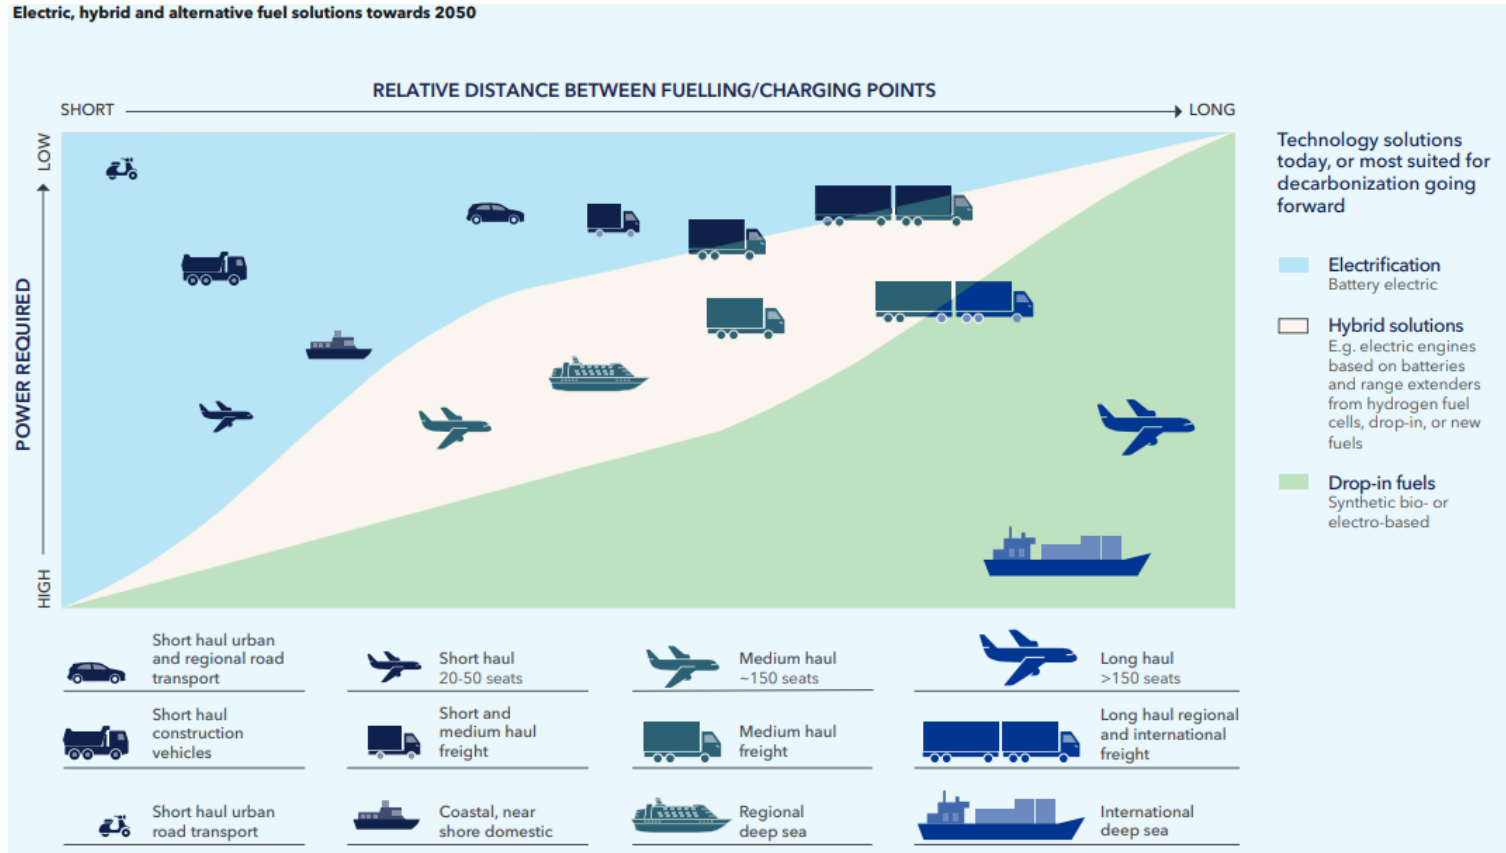 Electric, hybrid and alternative fuel solutions towards 2050
RELATIVE DISTANCE BETWEEN FUELLING/CHARGING POINTS
SHORT
LONG
LOW
POWER REQUIRED
HIGH
Technology solutions
today, or most suited for
decarbonization going
forward
Electrification
Battery electric
Hybrid solutions
E.g. electric engines
based on batteries
and range extenders
from hydrogen fuel
cells, drop-in, or new
fuels
Drop-in fuels
Synthetic bio- or
electro-based
Short haul urban
and regional road
transport
Short haul
20-50 seats
Medium haul
~150 seats
Long haul
>150 seats
Short haul
construction
vehicles
Short and
medium haul
freight
Medium haul
freight
Long haul regional
and international
freight
Short haul urban
road transport
Coastal, near
shore domestic
Regional
deep sea
International
deep sea